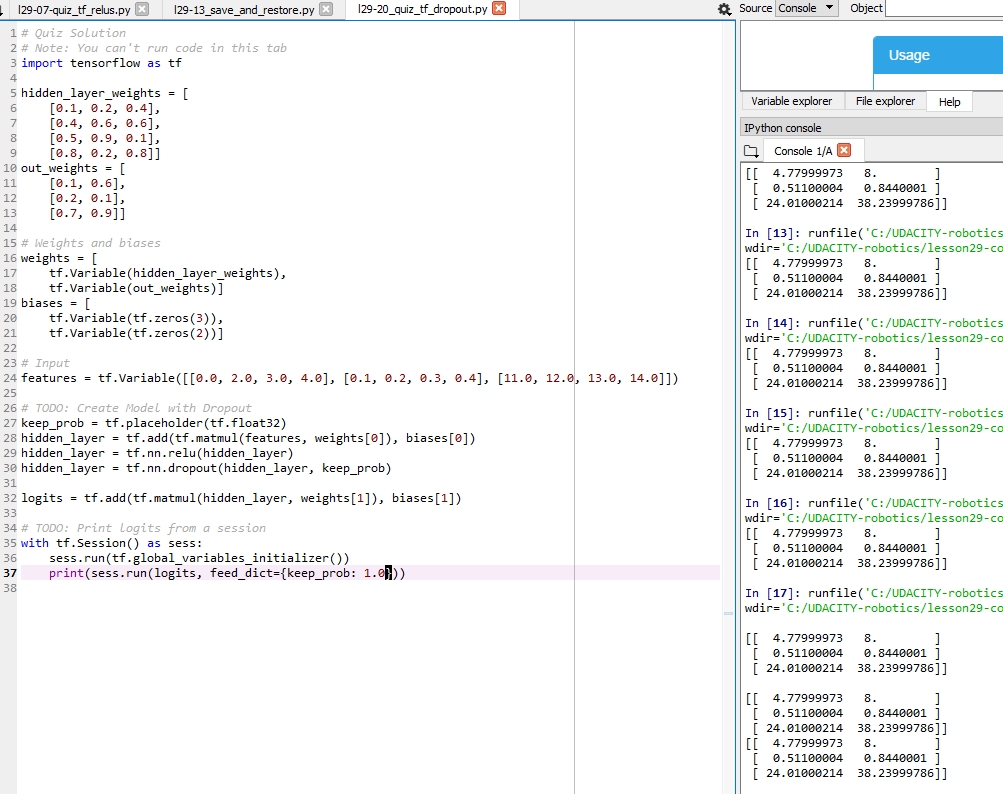 l29-07-quiz_tf_relus.py
l29-13_save_and_restore.py
l29-20_quiz_tf_dropout.py
1 # Quiz Solution
2 # Note: You can't run code in this tab
3 import tensorflow as tf
4
5 hidden_layer_weights = [
6     [0.1, 0.2, 0.4],
7     [0.4, 0.6, 0.6],
8     [0.5, 0.9, 0.1],
9     [0.8, 0.2, 0.8]]
10 out_weights = [
11     [0.1, 0.6],
12     [0.2, 0.1],
13     [0.7, 0.9]]
14
15 # Weights and biases
16 weights = [
17     tf.Variable(hidden_layer_weights),
18     tf.Variable(out_weights)]
19 biases = [
20     tf.Variable(tf.zeros(3)),
21     tf.Variable(tf.zeros(2))]
22
23 # Input
24 features = tf.Variable([[0.0, 2.0, 3.0, 4.0], [0.1, 0.2, 0.3, 0.4], [11.0, 12.0, 13.0, 14.0]])
25
26 # TODO: Create Model with Dropout
27 keep_prob = tf.placeholder(tf.float32)
28 hidden_layer = tf.add(tf.matmul(features, weights[0]), biases[0])
29 hidden_layer = tf.nn.relu(hidden_layer)
30 hidden_layer = tf.nn.dropout(hidden_layer, keep_prob)
31
32 logits = tf.add(tf.matmul(hidden_layer, weights[1]), biases[1])
33
34 # TODO: Print logits from a session
35 with tf.Session() as sess:
36     sess.run(tf.global_variables_initializer())
37     print(sess.run(logits, feed_dict={keep_prob: 1.0}))
38
Source Console Object
Usage
Variable explorer File explorer Help
IPython console
Console 1/A
[[  4.77999973   8.        ]
 [  0.51100004   0.8440001 ]
 [ 24.01000214  38.23999786]]
In [13]: runfile('C:/UDACITY-robotics
wdir='C:/UDACITY-robotics/lesson29-co
[[  4.77999973   8.        ]
 [  0.51100004   0.8440001 ]
 [ 24.01000214  38.23999786]]
In [14]: runfile('C:/UDACITY-robotics
wdir='C:/UDACITY-robotics/lesson29-co
[[  4.77999973   8.        ]
 [  0.51100004   0.8440001 ]
 [ 24.01000214  38.23999786]]
In [15]: runfile('C:/UDACITY-robotics
wdir='C:/UDACITY-robotics/lesson29-co
[[  4.77999973   8.        ]
 [  0.51100004   0.8440001 ]
 [ 24.01000214  38.23999786]]
In [16]: runfile('C:/UDACITY-robotics
wdir='C:/UDACITY-robotics/lesson29-co
[[  4.77999973   8.        ]
 [  0.51100004   0.8440001 ]
 [ 24.01000214  38.23999786]]
In [17]: runfile('C:/UDACITY-robotics
wdir='C:/UDACITY-robotics/lesson29-co
[[  4.77999973   8.        ]
 [  0.51100004   0.8440001 ]
 [ 24.01000214  38.23999786]]
[[  4.77999973   8.        ]
 [  0.51100004   0.8440001 ]
 [ 24.01000214  38.23999786]]
[[  4.77999973   8.        ]
 [  0.51100004   0.8440001 ]
 [ 24.01000214  38.23999786]]